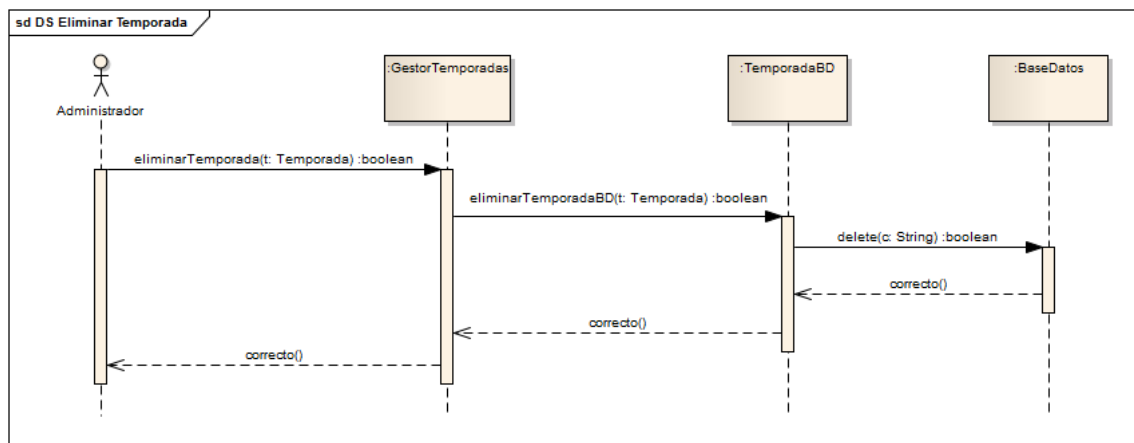 sd DS Eliminar Temporada
:GestorTemporadas
:TemporadaBD
:BaseDatos
Administrador
eliminarTemporada(t: Temporada) :boolean
eliminarTemporadaBD(t: Temporada) :boolean
delete(c: String) :boolean
correcto()
correcto()
correcto()